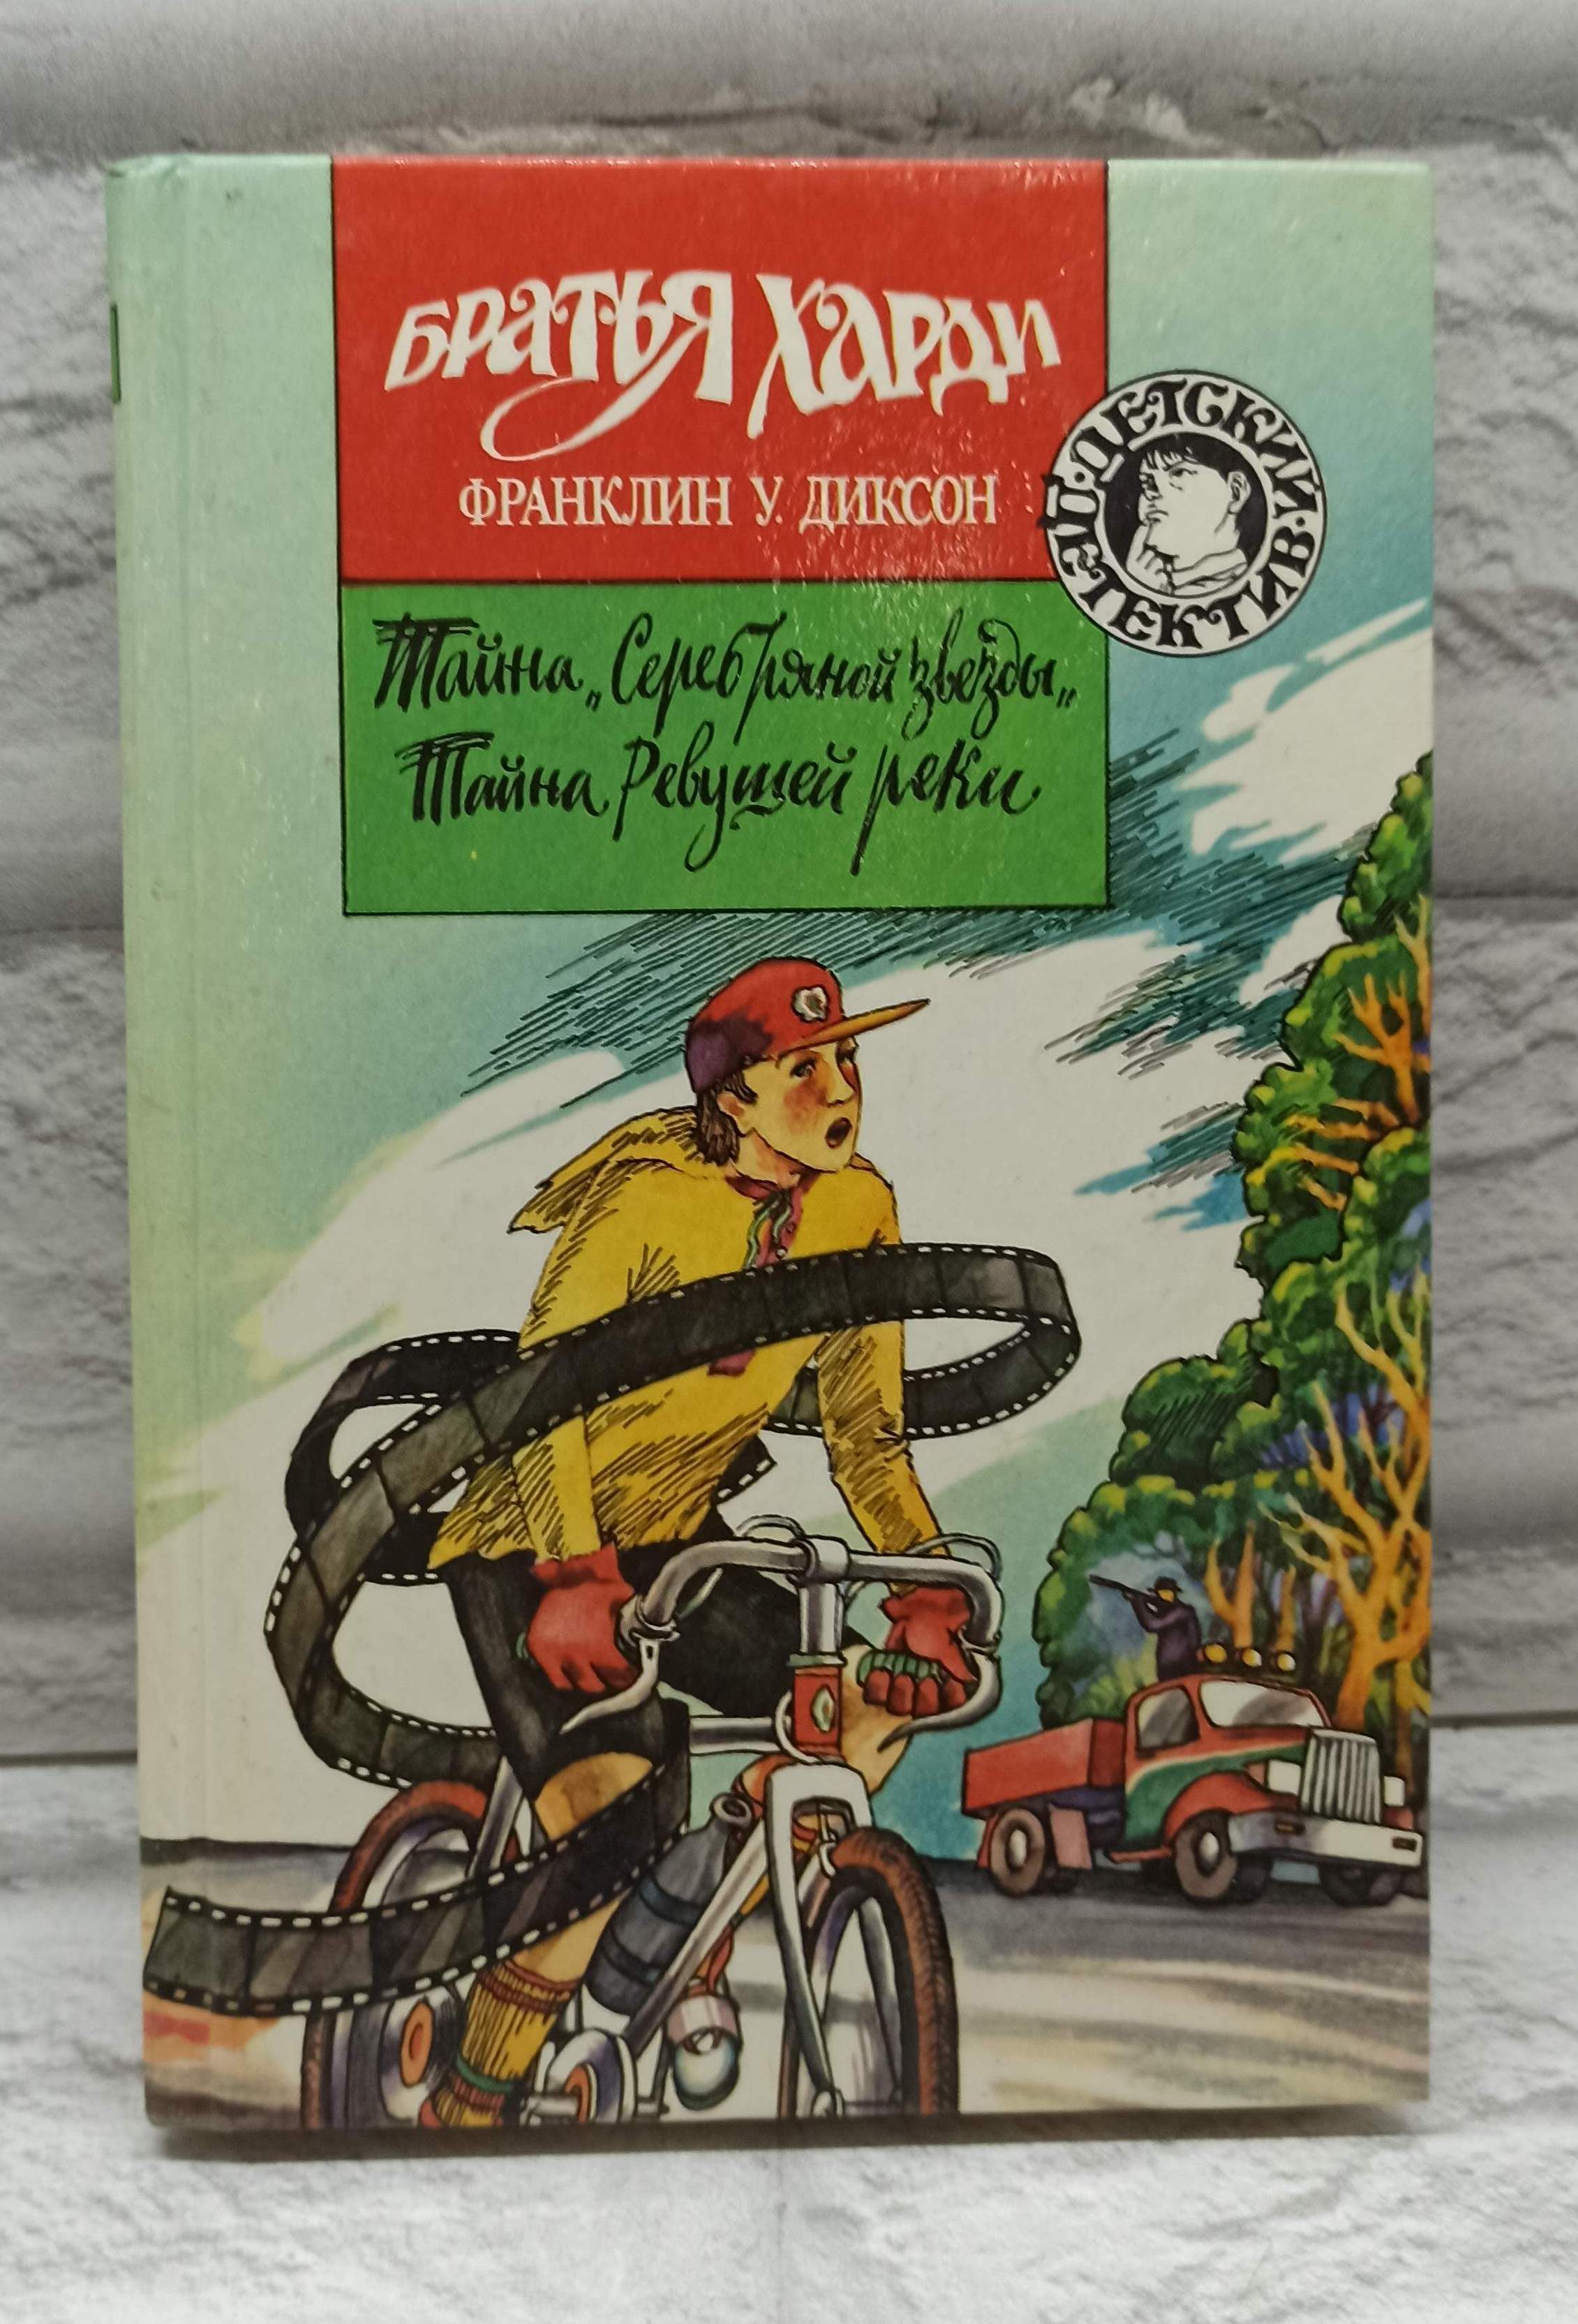 БРАТЬЯ ХАРДИ
ФРАНКЛИН У. ДИКСОН
ДЕТСКИЙ · ДЕТЕКТИВ ·
Тайна „Серебряной звезды„
Тайна Ревущей реки